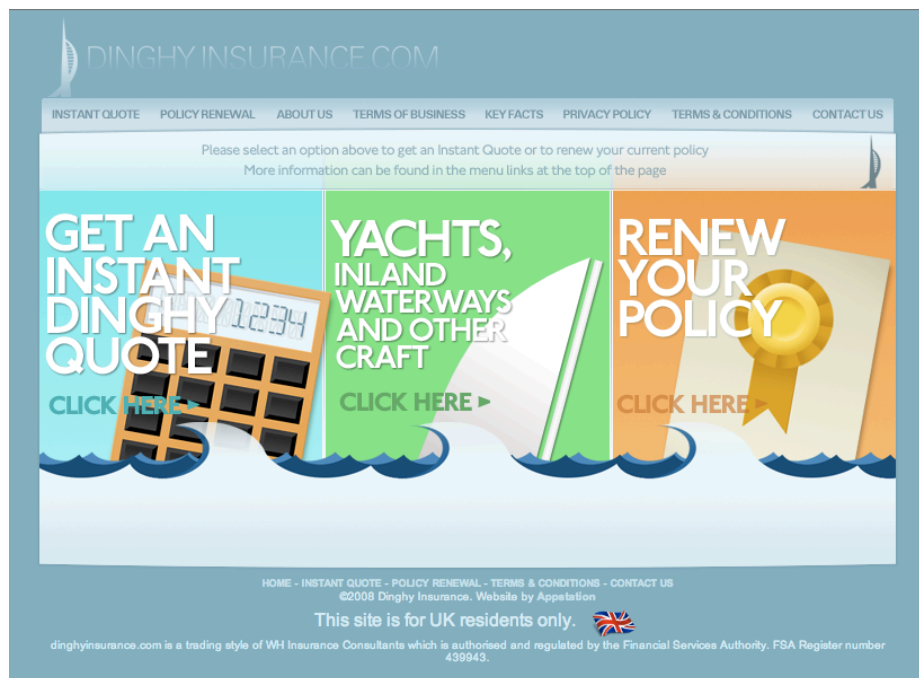 DINGHY INSURANCE.COM
INSTANT QUOTE POLICY RENEWAL ABOUT US TERMS OF BUSINESS KEY FACTS PRIVACY POLICY TERMS & CONDITIONS CONTACT US
Please select an option above to get an Instant Quote or to renew your current policy
More information can be found in the menu links at the top of the page
GET AN
INSTANT
DINGHY
QUOTE
1234
CLICK HERE ►
YACHTS,
INLAND
WATERWAYS
AND OTHER
CRAFT
CLICK HERE ►
RENEW
YOUR
POLICY
CLICK HERE ►
HOME - INSTANT QUOTE - POLICY RENEWAL - TERMS & CONDITIONS - CONTACT US
©2008 Dinghy Insurance. Website by Appstation
This site is for UK residents only.
dinghyinsurance.com is a trading style of WH Insurance Consultants which is authorised and regulated by the Financial Services Authority. FSA Register number
439943.